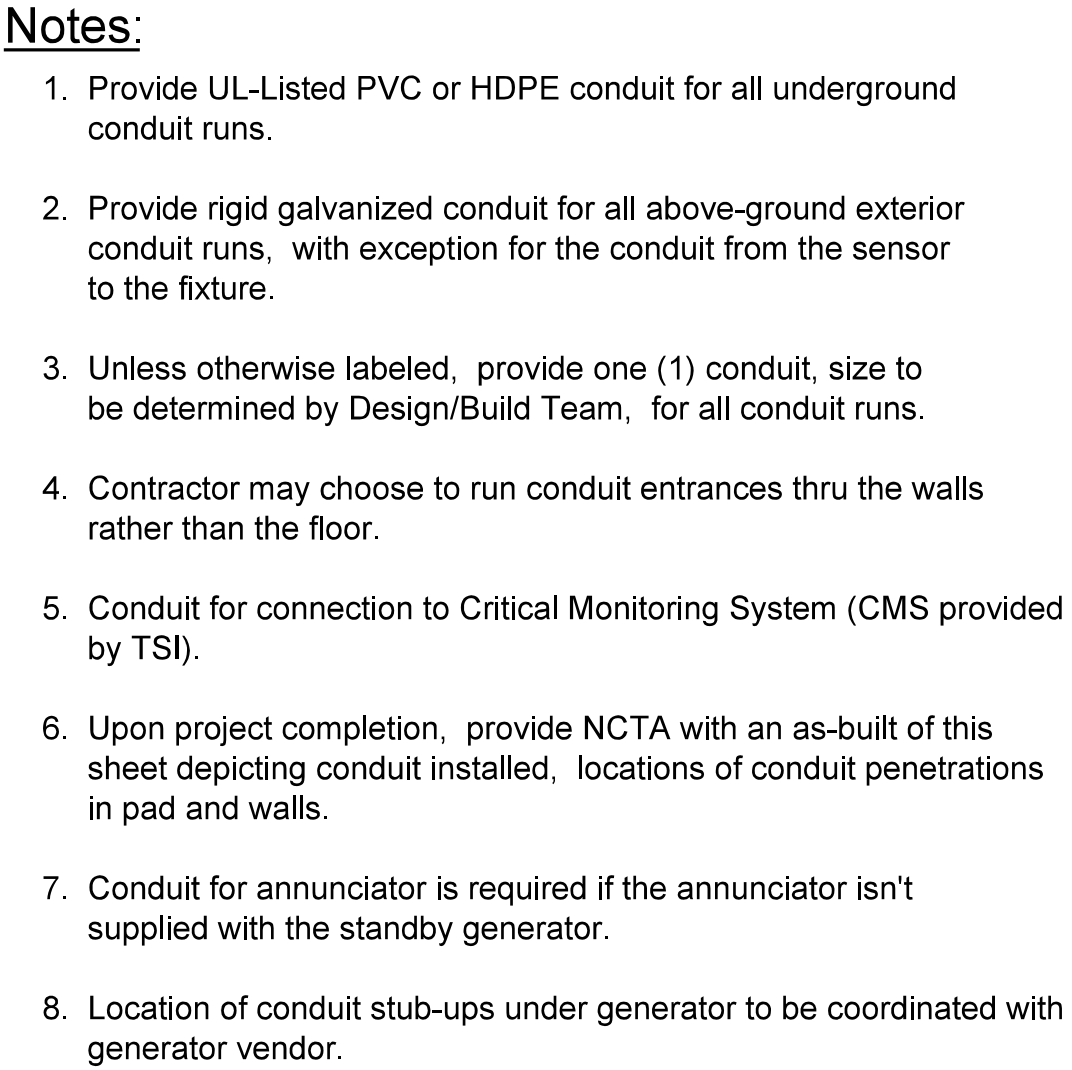 Notes:
1. Provide UL-Listed PVC or HDPE conduit for all underground
conduit runs.
2. Provide rigid galvanized conduit for all above-ground exterior
conduit runs, with exception for the conduit from the sensor
to the fixture.
3. Unless otherwise labeled, provide one (1) conduit, size to
be determined by Design/Build Team, for all conduit runs.
4. Contractor may choose to run conduit entrances thru the walls
rather than the floor.
5. Conduit for connection to Critical Monitoring System (CMS provided
by TSI).
6. Upon project completion, provide NCTA with an as-built of this
sheet depicting conduit installed, locations of conduit penetrations
in pad and walls.
7. Conduit for annunciator is required if the annunciator isn't
supplied with the standby generator.
8. Location of conduit stub-ups under generator to be coordinated with
generator vendor.